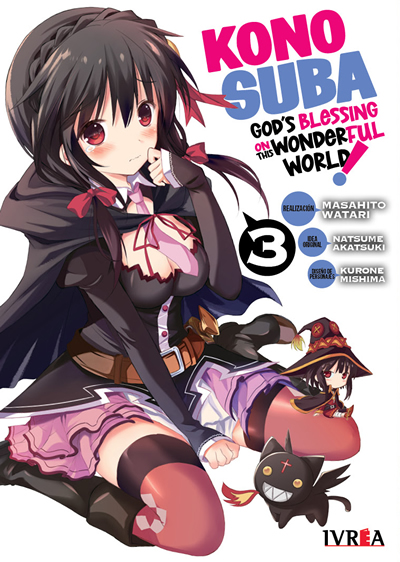 KONO
SUBA
GOD'S BLESSING
ON THIS WONDERFUL
WORLD!
REALIZACIÓN
MASAHITO
WATARI
3
IDEA
ORIGINAL
NATSUME
AKATSUKI
DISEÑO DE
PERSONAJES
KURONE
MISHIMA
IVREA